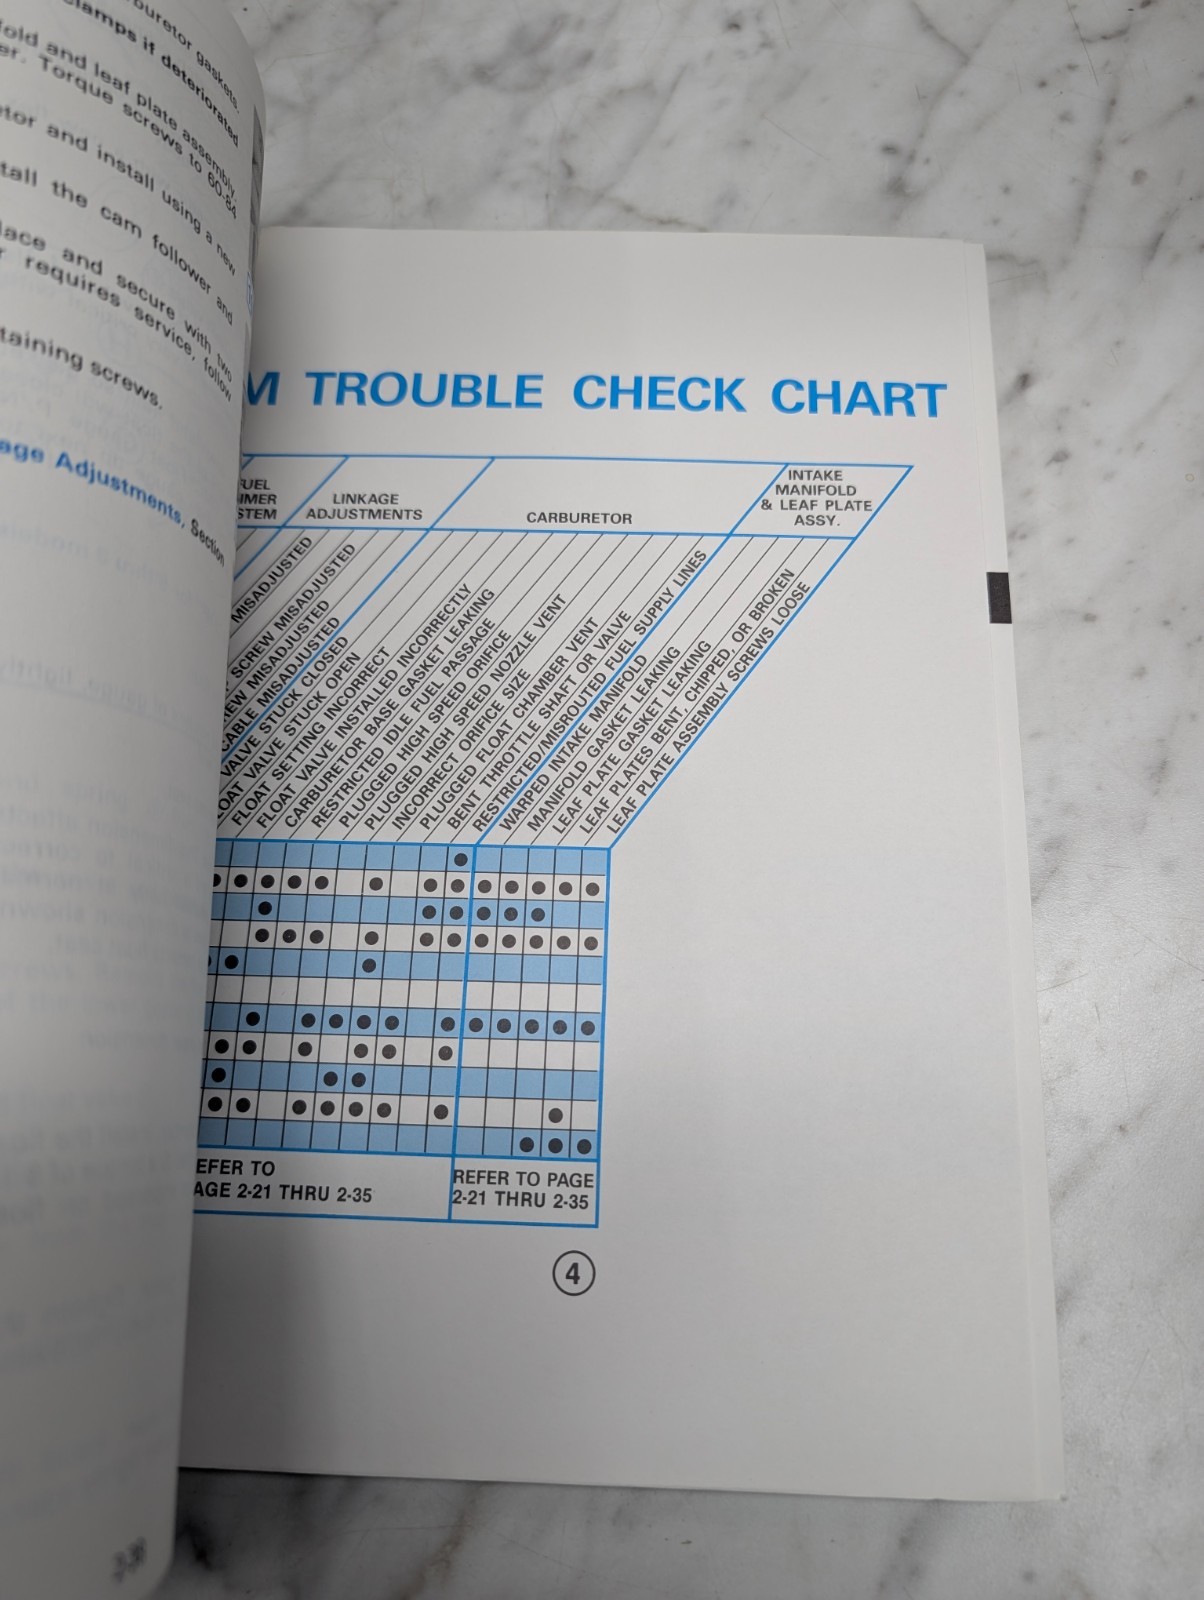 buretor gaskets.
clamps if deteriorated
fold and leaf plate assembly.
er. Torque screws to 60-84
tor and install using a new
tall the cam follower and
lace and secure with two
r requires service, follow
taining screws.
age Adjustments, Section
M TROUBLE CHECK CHART
FUEL
IMER
STEM
LINKAGE
ADJUSTMENTS
CARBURETOR
INTAKE
MANIFOLD
& LEAF PLATE
ASSY.
MISADJUSTED
SCREW MISADJUSTED
EW MISADJUSTED
CABLE MISADJUSTED
VALVE STUCK CLOSED
OAT VALVE STUCK OPEN
FLOAT SETTING INCORRECT
FLOAT VALVE INSTALLED INCORRECTLY
CARBURETOR BASE GASKET LEAKING
RESTRICTED IDLE FUEL PASSAGE
PLUGGED HIGH SPEED ORIFICE
PLUGGED HIGH SPEED NOZZLE VENT
INCORRECT ORIFICE SIZE
PLUGGED FLOAT CHAMBER VENT
BENT THROTTLE SHAFT OR VALVE
RESTRICTED/MISROUTED FUEL SUPPLY LINES
WARPED INTAKE MANIFOLD
MANIFOLD GASKET LEAKING
LEAF PLATE GASKET LEAKING
LEAF PLATES BENT, CHIPPED, OR BROKEN
LEAF PLATE ASSEMBLY SCREWS LOOSE
EFER TO
AGE 2-21 THRU 2-35
REFER TO PAGE
2-21 THRU 2-35
4